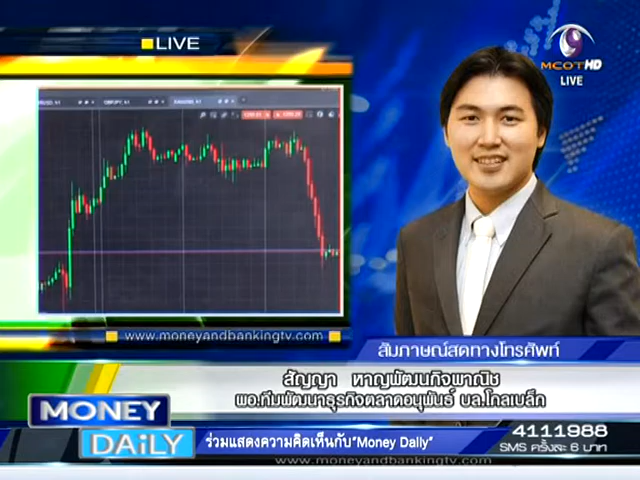 LIVE
MCOT HD
LIVE
www.moneyandbankingtv.com
สัมภาษณ์สดทางโทรศัพท์
สัญญา หาญพัฒนกิจพาณิช
ผอ.ทีมพัฒนาธุรกิจตลาดอนุพันธ์ บล.โกลเบล็ก
MONEY
DAiLY
ร่วมแสดงความคิดเห็นกับ"Money Daily"
4111988
SMS ครั้งละ 6 บาท
www.moneyandbankingtv.com